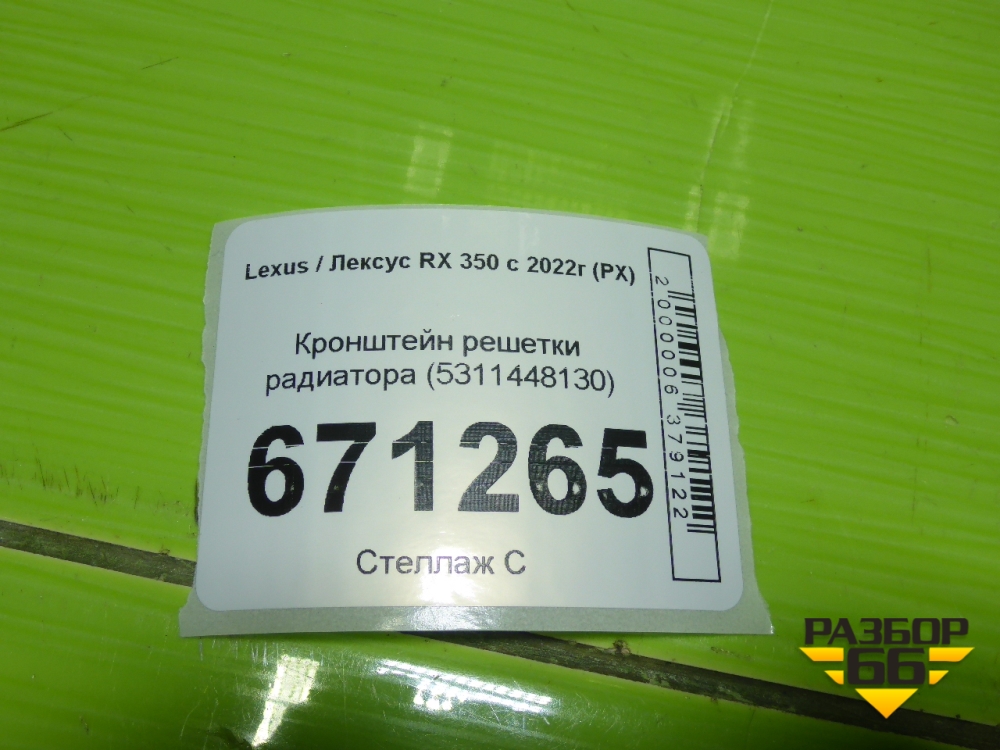 Lexus / Лексус RX 350 с 2022г (РХ)
Кронштейн решетки
радиатора (5311448130)
671265
Стеллаж С
2000006379122
РАЗБОР
66